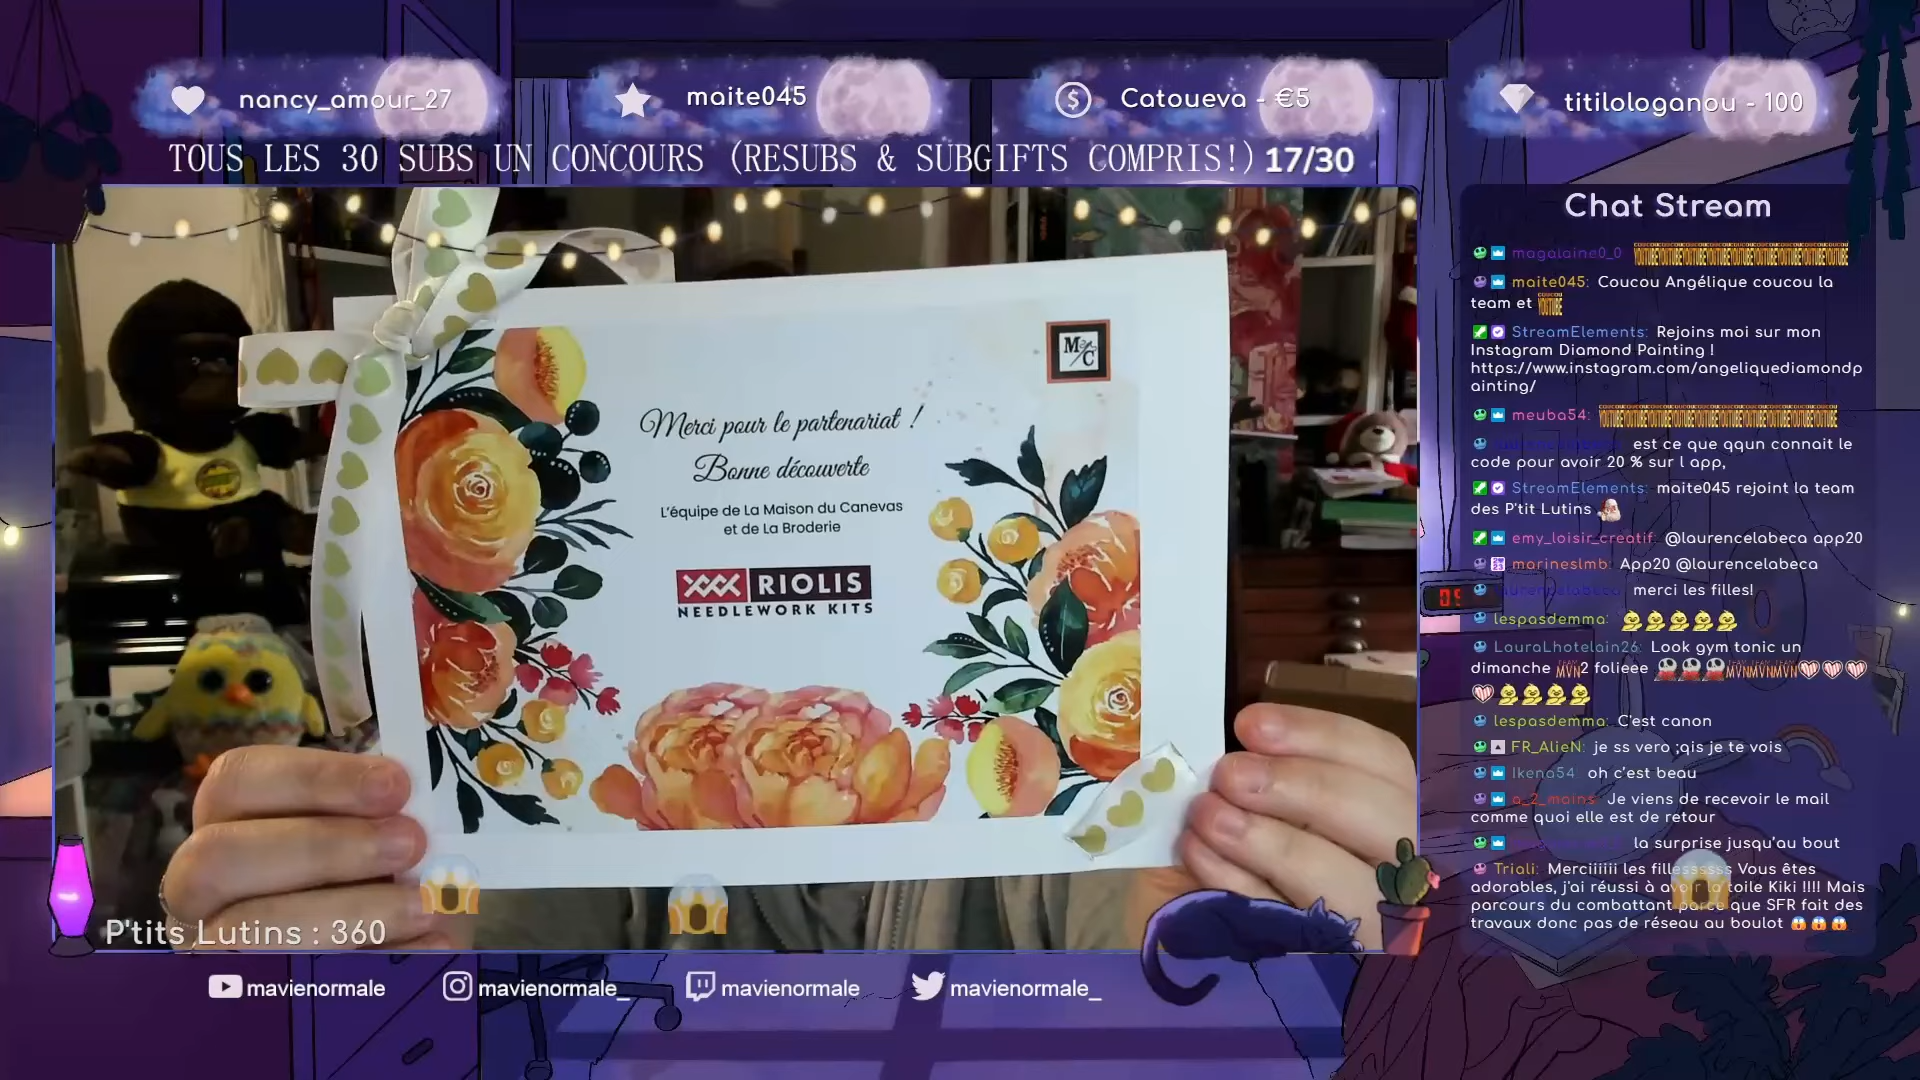 nancy_amour_27
maite045
Catoueva - €5
titilologanou - 100
TOUS LES 30 SUBS UN CONCOURS (RESUBS & SUBGIFTS COMPRIS!) 17/30
M C
Merci pour le partenariat !
Bonne découverte
L'équipe de La Maison du Canevas
et de La Broderie
RIOLIS
NEEDLEWORK KITS
P'tits Lutins : 360
mavienormale
mavienormale_
mavienormale
mavienormale_
Chat Stream
magalaine0_0
maite045: Coucou Angélique coucou la
team et
StreamElements: Rejoins moi sur mon
Instagram Diamond Painting !
https://www.instagram.com/angeliquediamondp
ainting/
meuba54:
est ce que qqun connait le
code pour avoir 20 % sur l app,
StreamElements: maite045 rejoint la team
des P'tit Lutins
emy_loisir_creatif: @laurencelabeca app20
marineslmb: App20 @laurencelabeca
laurencelabeca: merci les filles!
lespasdemma:
LauraLhotelain26: Look gym tonic un
dimanche MVN2 folieee MVNMVNMVN
lespasdemma: C'est canon
FR_AlieN: je ss vero ;qis je te vois
Ikena54: oh c'est beau
a_2_mains: Je viens de recevoir le mail
comme quoi elle est de retour
la surprise jusqu'au bout
Triali: Merciiiiii les fillessssss Vous êtes
adorables, j'ai réussi à avoir la toile Kiki !!!! Mais
parcours du combattant parce que SFR fait des
travaux donc pas de réseau au boulot